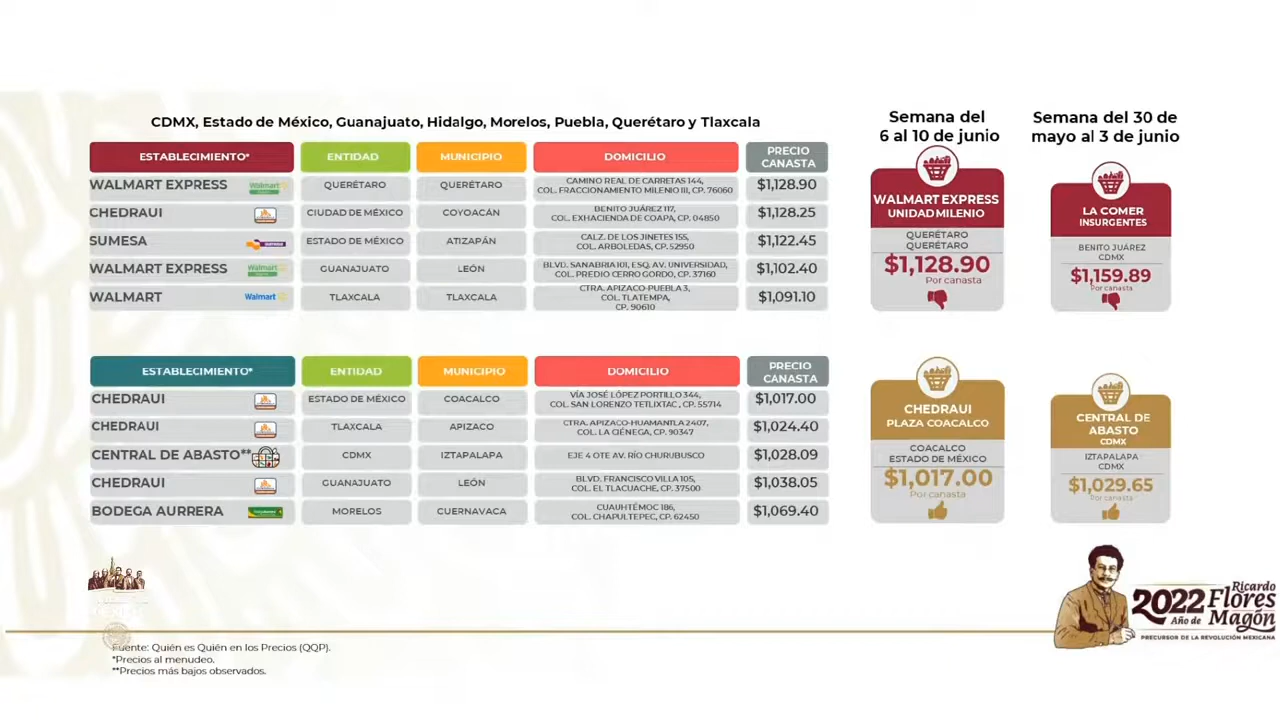 CDMX, Estado de México, Guanajuato, Hidalgo, Morelos, Puebla, Querétaro y Tlaxcala
ESTABLECIMIENTO* ENTIDAD MUNICIPIO DOMICILIO PRECIO CANASTA
WALMART EXPRESS Walmart QUERÉTARO QUERÉTARO CAMINO REAL DE CARRETAS 144, COL. FRACCIONAMIENTO MILENIO III, CP. 76060 $1,128.90
CHEDRAUI CIUDAD DE MÉXICO COYOACÁN BENITO JUÁREZ 117, COL. EXHACIENDA DE COAPA, CP. 04850 $1,128.25
SUMESA ESTADO DE MÉXICO ATIZAPÁN CALZ. DE LOS JINETES 155, COL. ARBOLEDAS, CP. 52950 $1,122.45
WALMART EXPRESS Walmart GUANAJUATO LEÓN BLVD. SANABRIA 101, ESQ. AV. UNIVERSIDAD, COL. PREDIO CERRO GORDO, CP. 37160 $1,102.40
WALMART Walmart TLAXCALA TLAXCALA CTRA. APIZACO-PUEBLA 3, COL. TLATEMPA, CP. 90610 $1,091.10
Semana del
6 al 10 de junio
WALMART EXPRESS
UNIDAD MILENIO
QUERÉTARO
QUERÉTARO
$1,128.90
Por canasta
Semana del 30 de
mayo al 3 de junio
LA COMER
INSURGENTES
BENITO JUÁREZ
CDMX
$1,159.89
Por canasta
ESTABLECIMIENTO* ENTIDAD MUNICIPIO DOMICILIO PRECIO CANASTA
CHEDRAUI ESTADO DE MÉXICO COACALCO VÍA JOSÉ LÓPEZ PORTILLO 344, COL. SAN LORENZO TETLIXTAC , CP. 55714 $1,017.00
CHEDRAUI TLAXCALA APIZACO CTRA. APIZACO-HUAMANTLA 2407, COL. LA CIÉNEGA, CP. 90347 $1,024.40
CENTRAL DE ABASTO** CDMX IZTAPALAPA EJE 4 OTE AV. RÍO CHURUBUSCO $1,028.09
CHEDRAUI GUANAJUATO LEÓN BLVD. FRANCISCO VILLA 105, COL. EL TLACUACHE, CP. 37500 $1,038.05
BODEGA AURRERA MORELOS CUERNAVACA CUAUHTÉMOC 186, COL. CHAPULTEPEC, CP. 62450 $1,069.40
CHEDRAUI
PLAZA COACALCO
COACALCO
ESTADO DE MÉXICO
$1,017.00
Por canasta
CENTRAL DE
ABASTO
CDMX
IZTAPALAPA
CDMX
$1,029.65
Por canasta
Fuente: Quién es Quién en los Precios (QQP).
*Precios al menudeo.
**Precios más bajos observados.
2022 Ricardo
Flores
Año de Magón
PRECURSOR DE LA REVOLUCIÓN MEXICANA